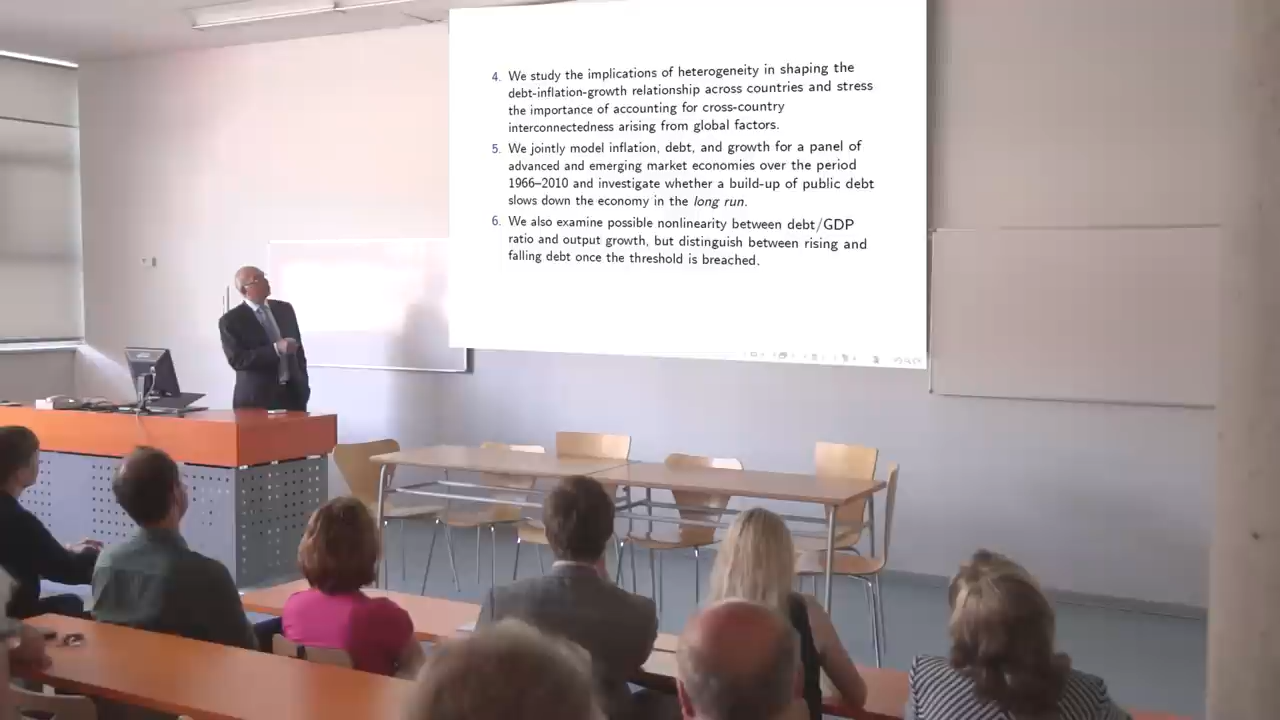 4. We study the implications of heterogeneity in shaping the
debt-inflation-growth relationship across countries and stress
the importance of accounting for cross-country
interconnectedness arising from global factors.
5. We jointly model inflation, debt, and growth for a panel of
advanced and emerging market economies over the period
1966–2010 and investigate whether a build-up of public debt
slows down the economy in the long run.
6. We also examine possible nonlinearity between debt/GDP
ratio and output growth, but distinguish between rising and
falling debt once the threshold is breached.